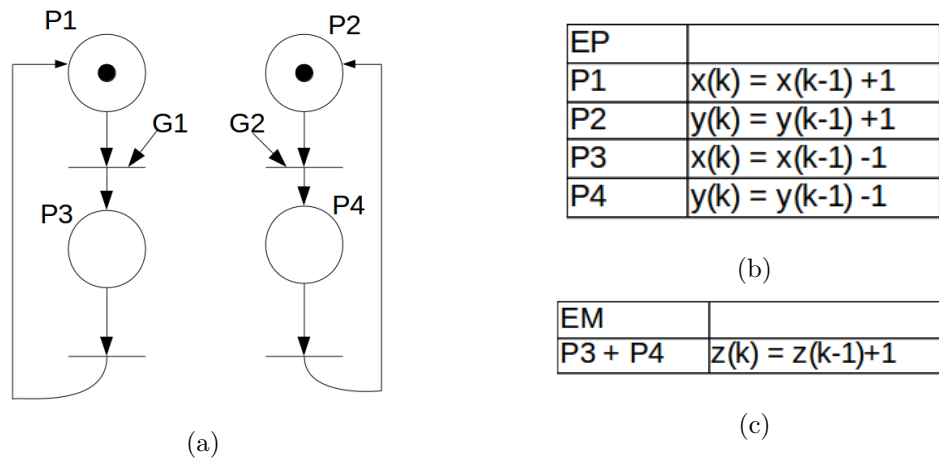 P1
P2
G1
G2
P3
P4
(a)
EP
P1 x(k) = x(k-1) +1
P2 y(k) = y(k-1) +1
P3 x(k) = x(k-1) -1
P4 y(k) = y(k-1) -1
(b)
EM
P3 + P4 z(k) = z(k-1)+1
(c)